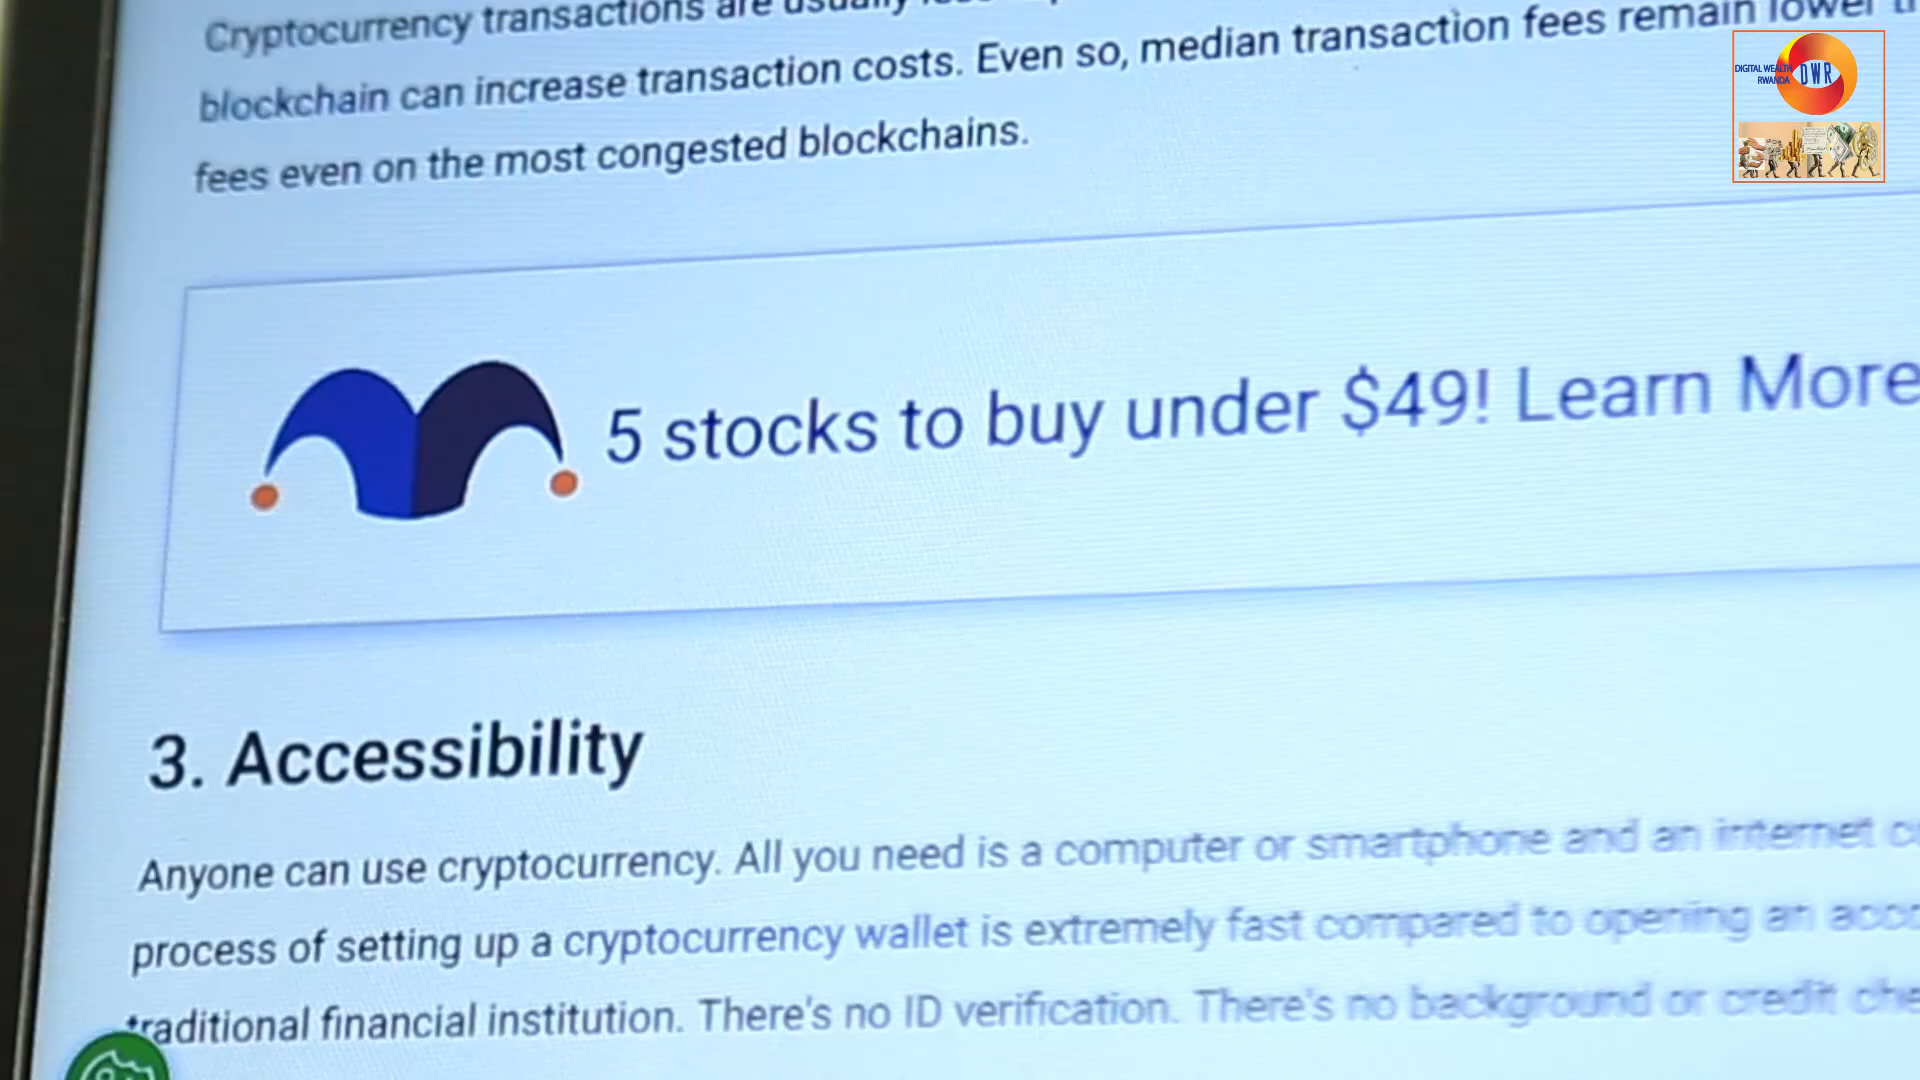 Cryptocurrency transactions are usually
blockchain can increase transaction costs. Even so, median transaction fees remain lower
fees even on the most congested blockchains.
DIGITAL WEALTH
RWANDA
DWR
5 stocks to buy under $49! Learn More
3. Accessibility
Anyone can use cryptocurrency. All you need is a computer or smartphone and an internet
process of setting up a cryptocurrency wallet is extremely fast compared to opening an
traditional financial institution. There's no ID verification. There's no background or credit